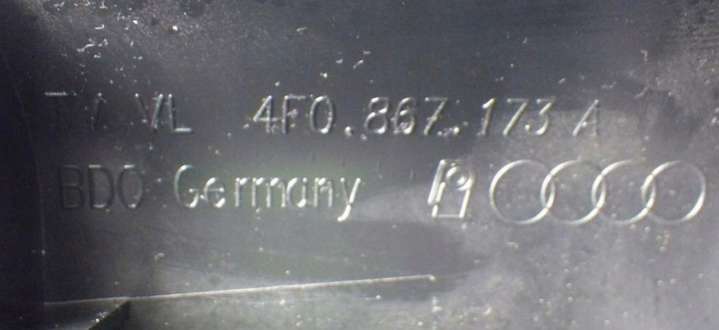 VL 4F0.867.173 A
BDO Germany